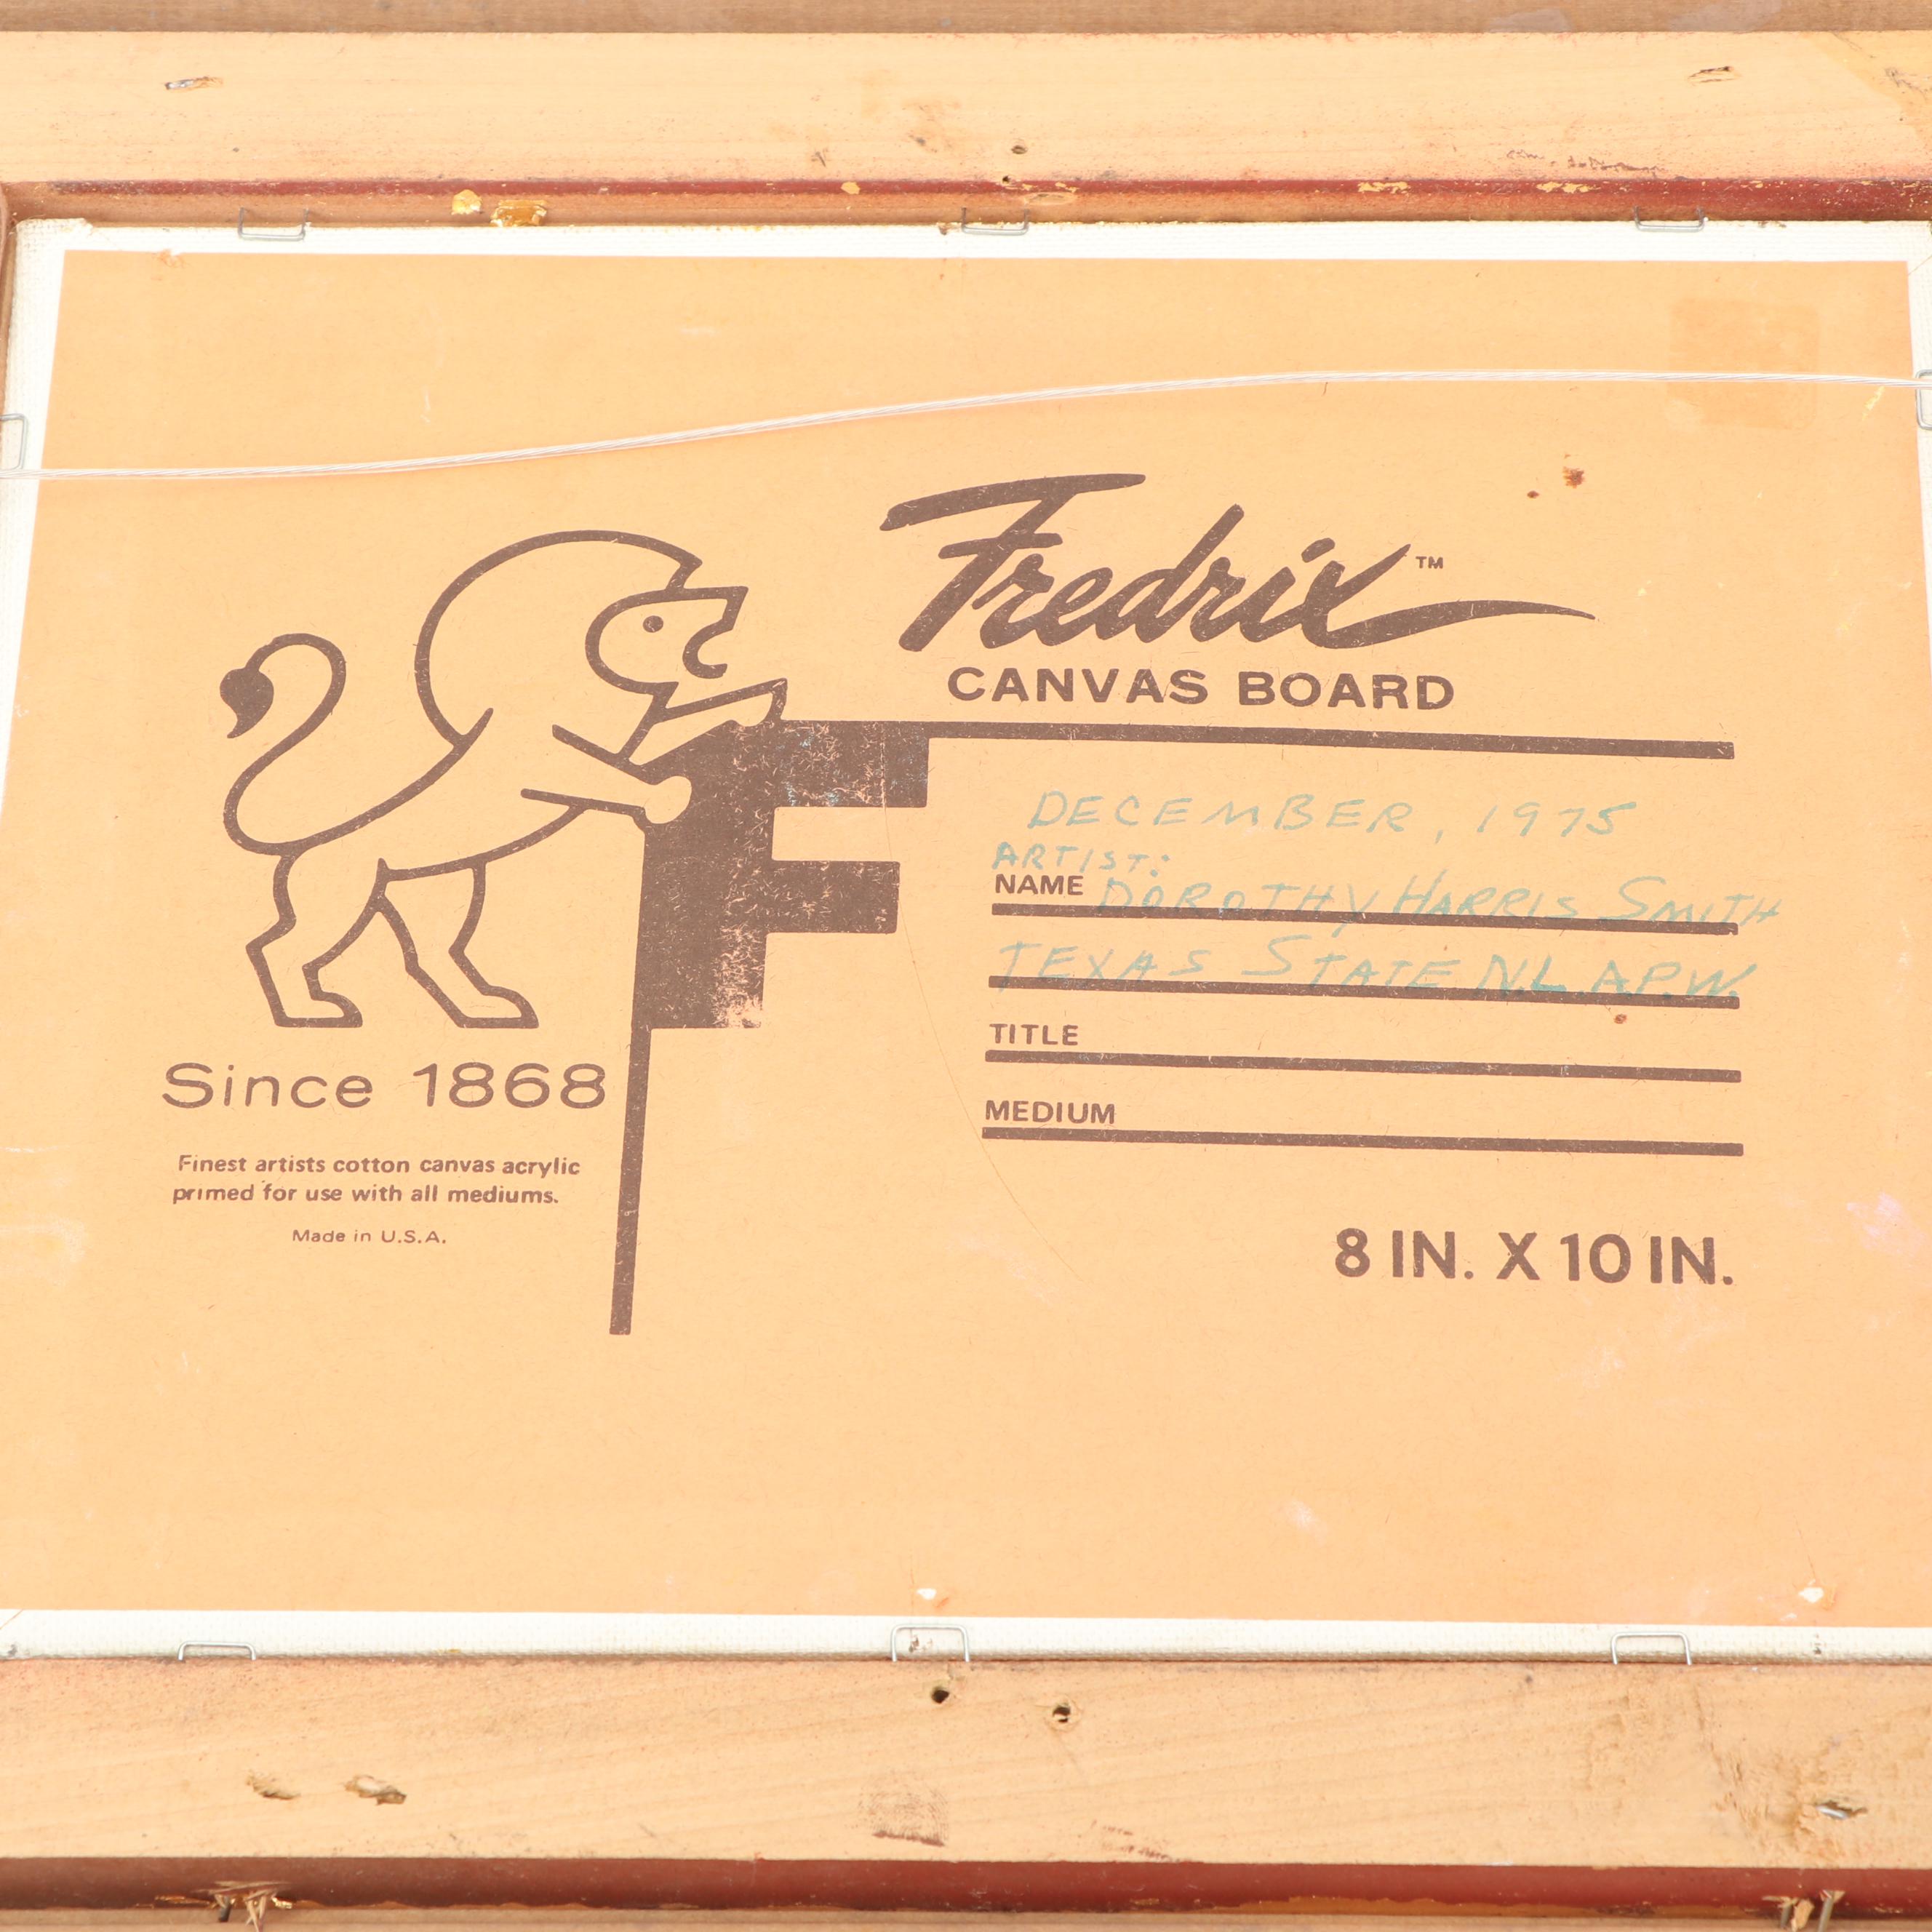 Fredrix™
CANVAS BOARD
DECEMBER, 1975
ARTIST:
NAME DOROTHY HARRIS SMITH
TEXAS STATE N.L.A.P.W.
TITLE
MEDIUM
8 IN. X 10 IN.
F
Since 1868
Finest artists cotton canvas acrylic
primed for use with all mediums.
Made in U.S.A.